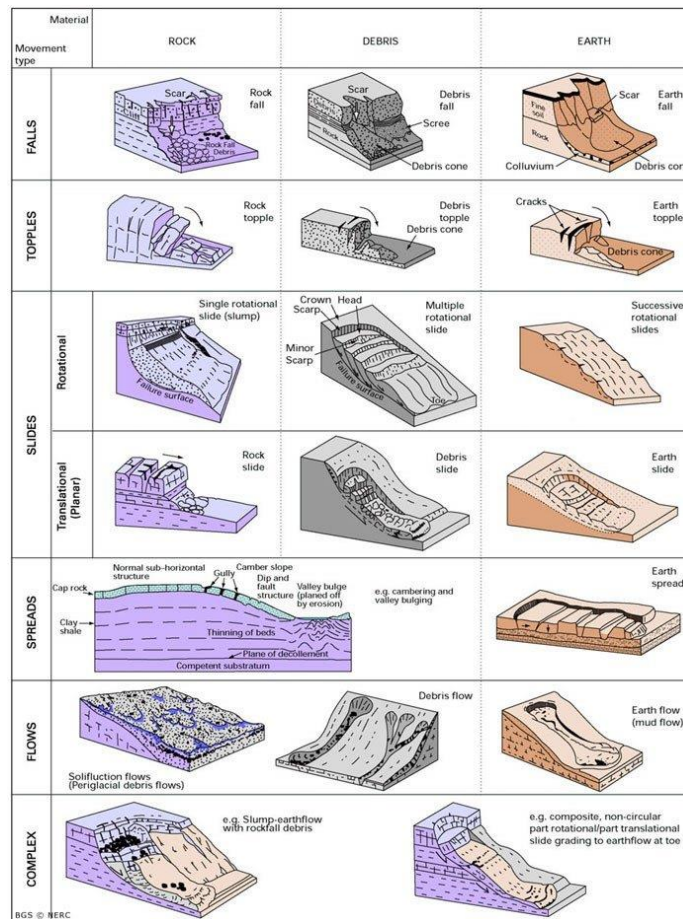 Material
Movement
type
ROCK
DEBRIS
EARTH
FALLS
Scar
Cliff
Rock Fall
Debris
Rock
fall
Scar
Debris
Rock
Debris
fall
Scree
Debris cone
Fine
soil
Rock
Colluvium
Scar
Earth
fall
Debris con
TOPPLES
Rock
topple
Debris
topple
Debris cone
Cracks
Earth
topple
Debris cone
SLIDES
Rotational
Single rotational
slide (slump)
Failure surface
Crown
Scarp
Head
Minor
Scarp
Failure surface
Toe
Multiple
rotational
slide
Successive
rotational
slides
Translational
(Planar)
Rock
slide
Debris
slide
Earth
slide
SPREADS
Normal sub-horizontal
structure
Cap rock
Clay
shale
Gully
Camber slope
Dip and
fault
structure
Valley bulge
(planed off
by erosion)
Thinning of beds
Plane of decollement
Competent substratum
e.g. cambering and
valley bulging
Earth
spread
FLOWS
Solifluction flows
(Periglacial debris flows)
Debris flow
Earth flow
(mud flow)
COMPLEX
e.g. Slump-earthflow
with rockfall debris
e.g. composite, non-circular
part rotational/part translational
slide grading to earthflow at toe
BGS © NERC